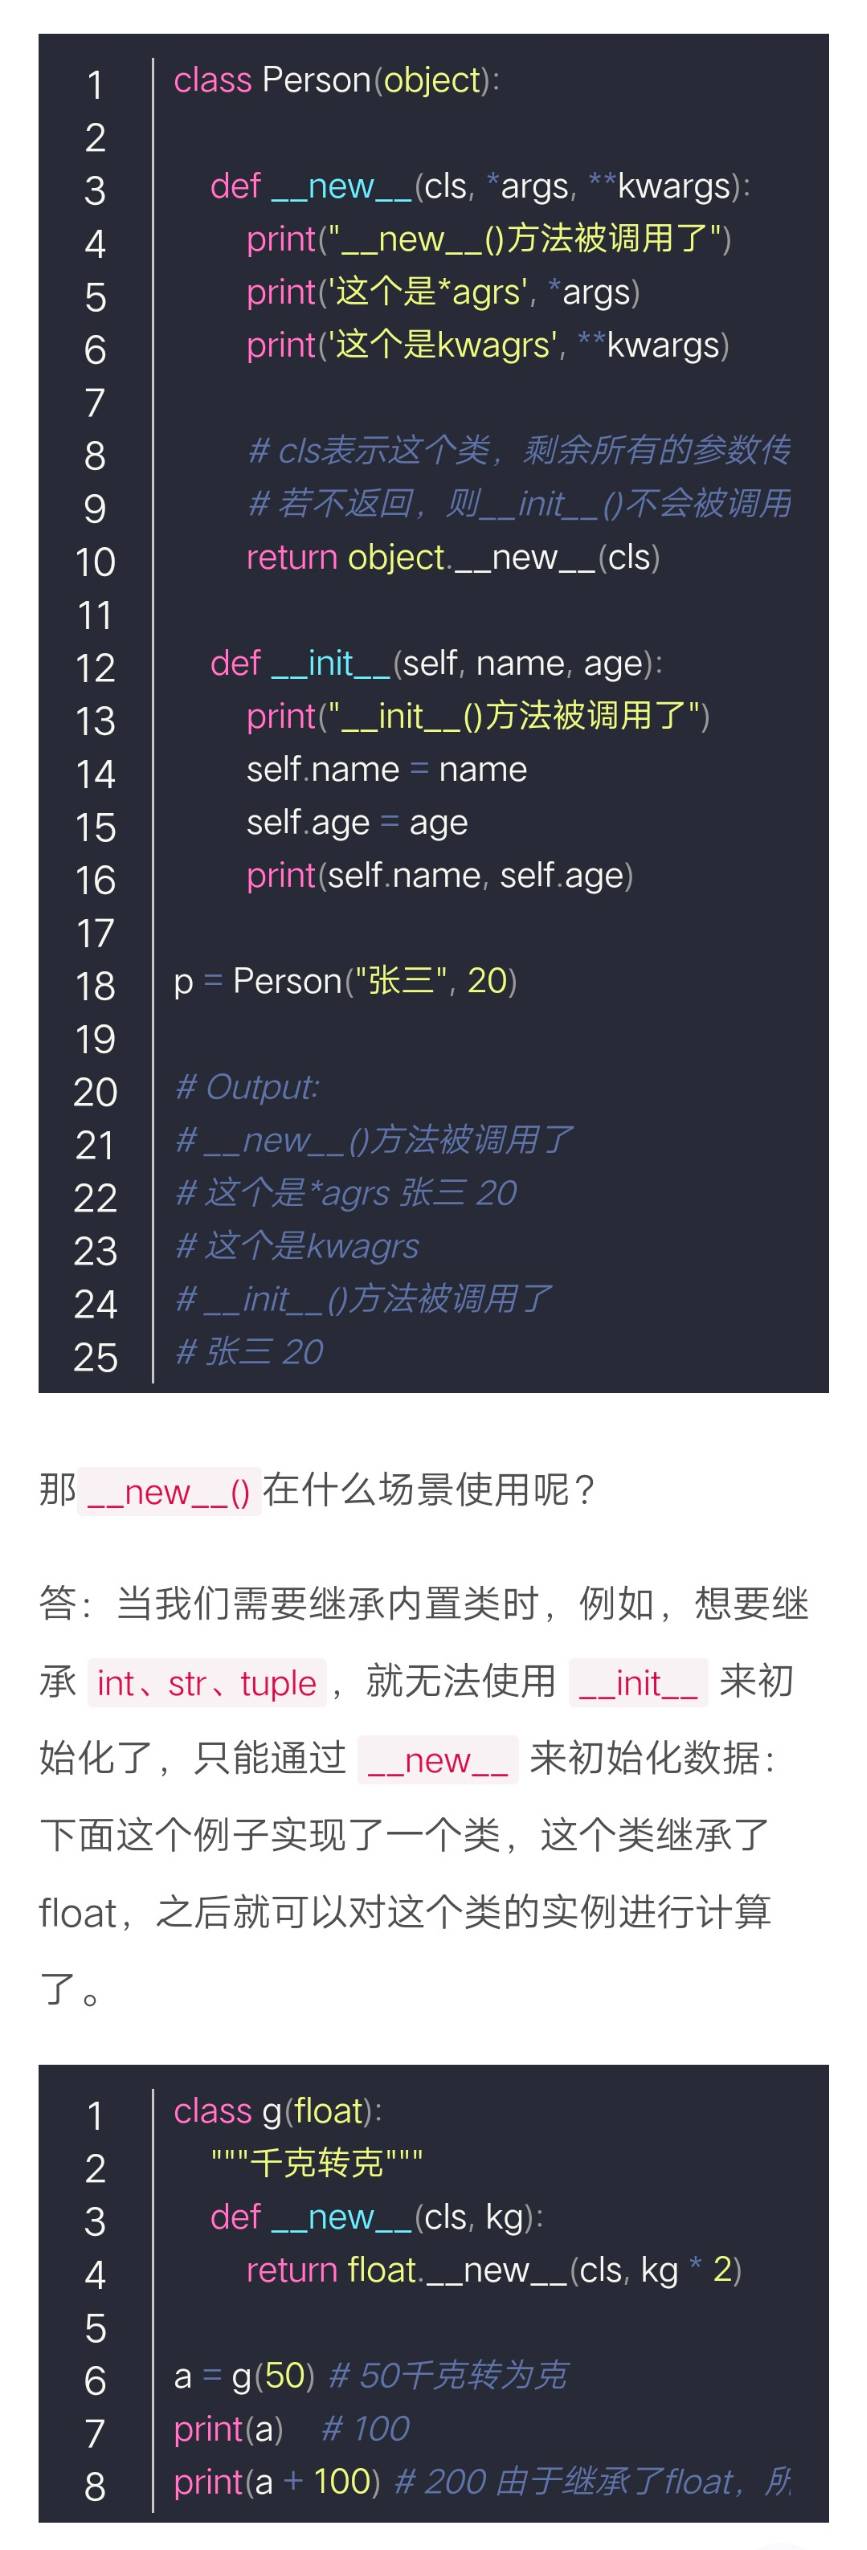 1 class Person(object):
2
3     def __new__(cls, *args, **kwargs):
4         print("__new__()方法被调用了")
5         print('这个是*agrs', *args)
6         print('这个是kwagrs', **kwargs)
7
8         # cls表示这个类，剩余所有的参数传
9         # 若不返回，则__init__()不会被调用
10         return object.__new__(cls)
11
12     def __init__(self, name, age):
13         print("__init__()方法被调用了")
14         self.name = name
15         self.age = age
16         print(self.name, self.age)
17
18 p = Person("张三", 20)
19
20 # Output:
21 # __new__()方法被调用了
22 # 这个是*agrs 张三 20
23 # 这个是kwagrs
24 # __init__()方法被调用了
25 # 张三 20
那 __new__() 在什么场景使用呢？
答：当我们需要继承内置类时，例如，想要继
承 int、str、tuple ，就无法使用 __init__ 来初
始化了，只能通过 __new__ 来初始化数据：
下面这个例子实现了一个类，这个类继承了
float，之后就可以对这个类的实例进行计算
了。
1 class g(float):
2     """千克转克"""
3     def __new__(cls, kg):
4         return float.__new__(cls, kg * 2)
5
6 a = g(50) # 50千克转为克
7 print(a)    # 100
8 print(a + 100) # 200 由于继承了float，所